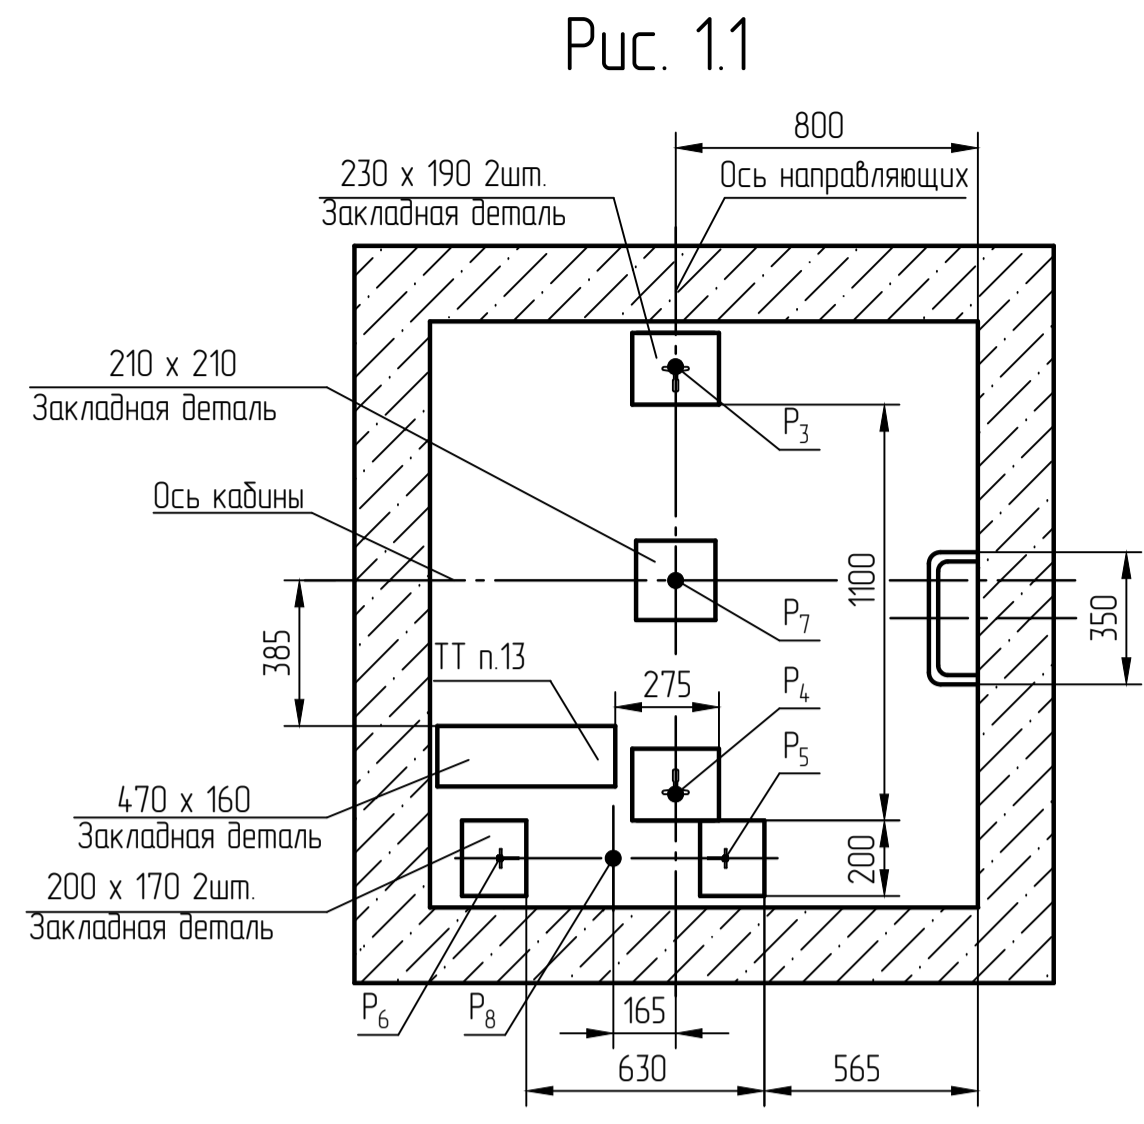 Рис. 1.1
800
230 x 190 2шт.
Закладная деталь
Ось направляющих
210 x 210
Закладная деталь
P3
Ось кабины
1100
P7
350
385
ТТ п.13
275
P4
P5
470 x 160
Закладная деталь
200
200 x 170 2шт.
Закладная деталь
P6
P8
165
630
565